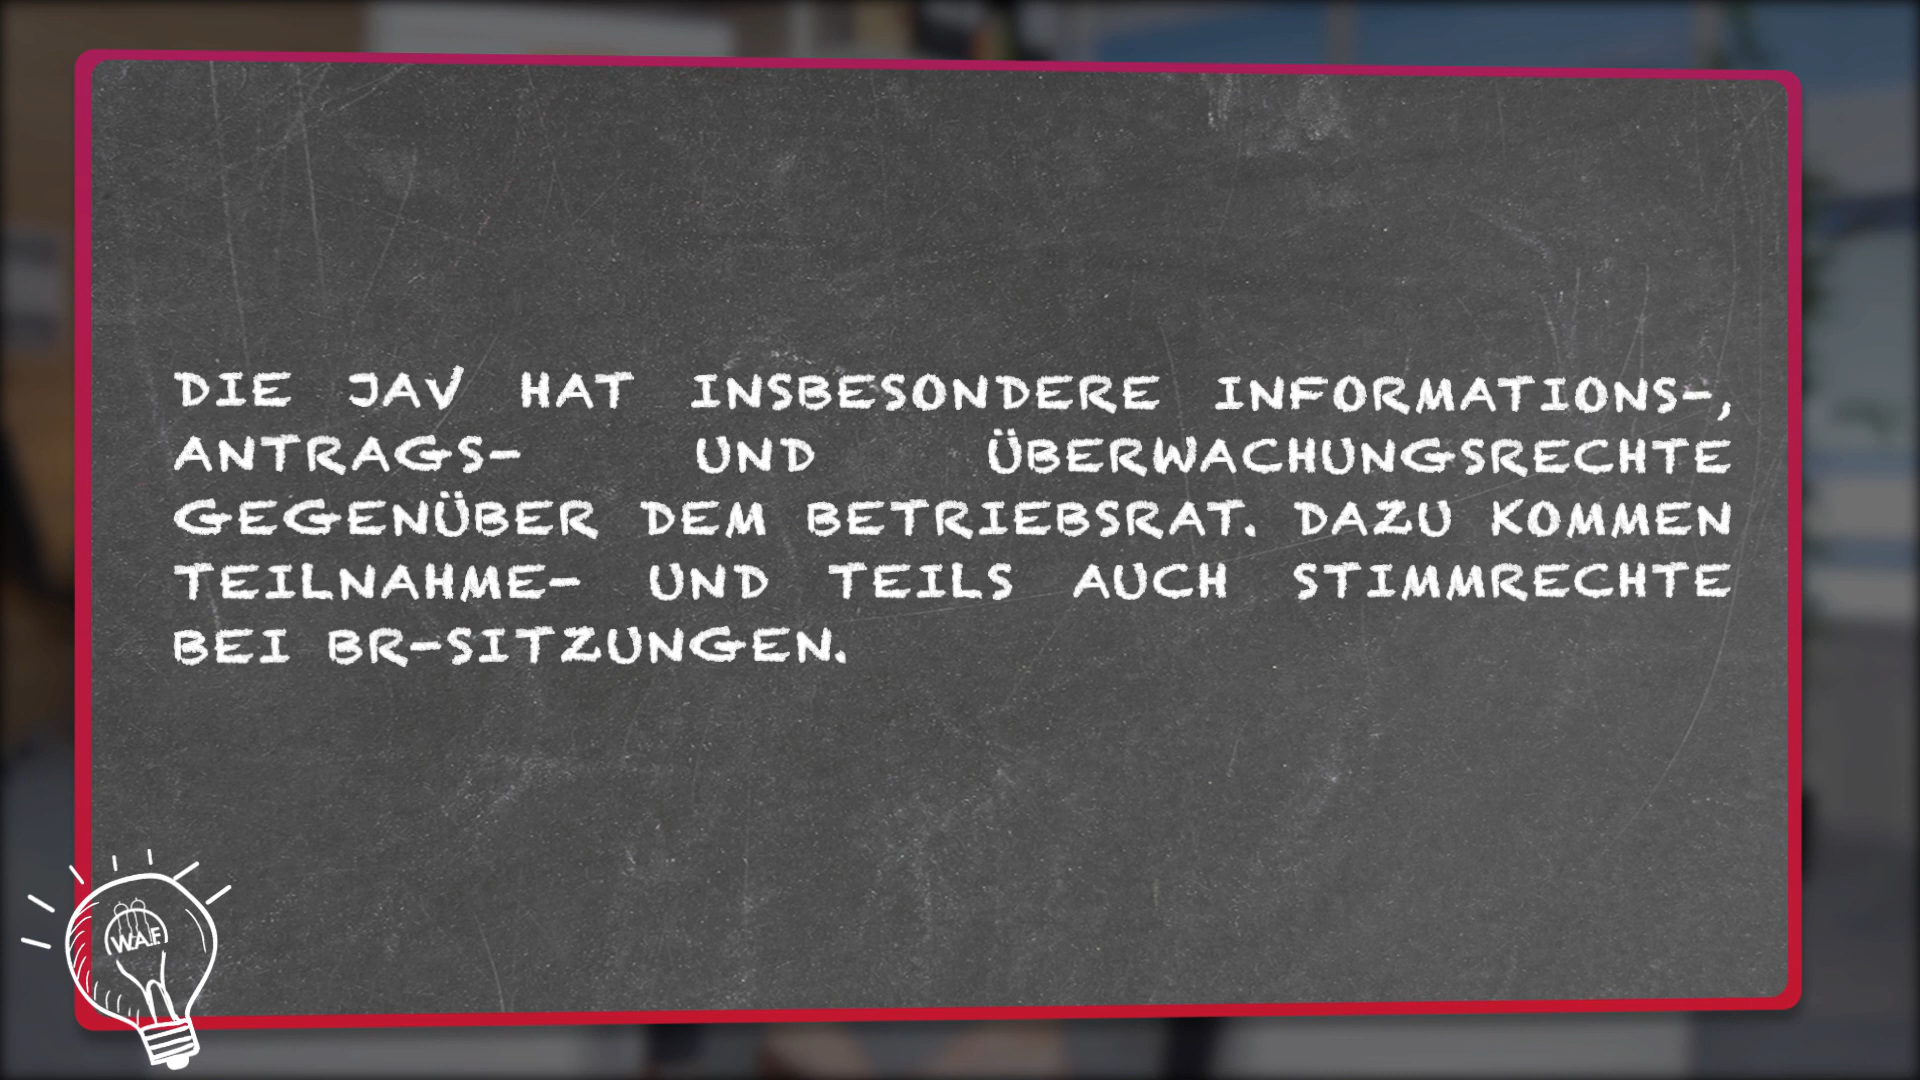 DIE JAV HAT INSBESONDERE INFORMATIONS-,
ANTRAGS- UND ÜBERWACHUNGSRECHTE
GEGENÜBER DEM BETRIEBSRAT. DAZU KOMMEN
TEILNAHME- UND TEILS AUCH STIMMRECHTE
BEI BR-SITZUNGEN.
W.A.F.